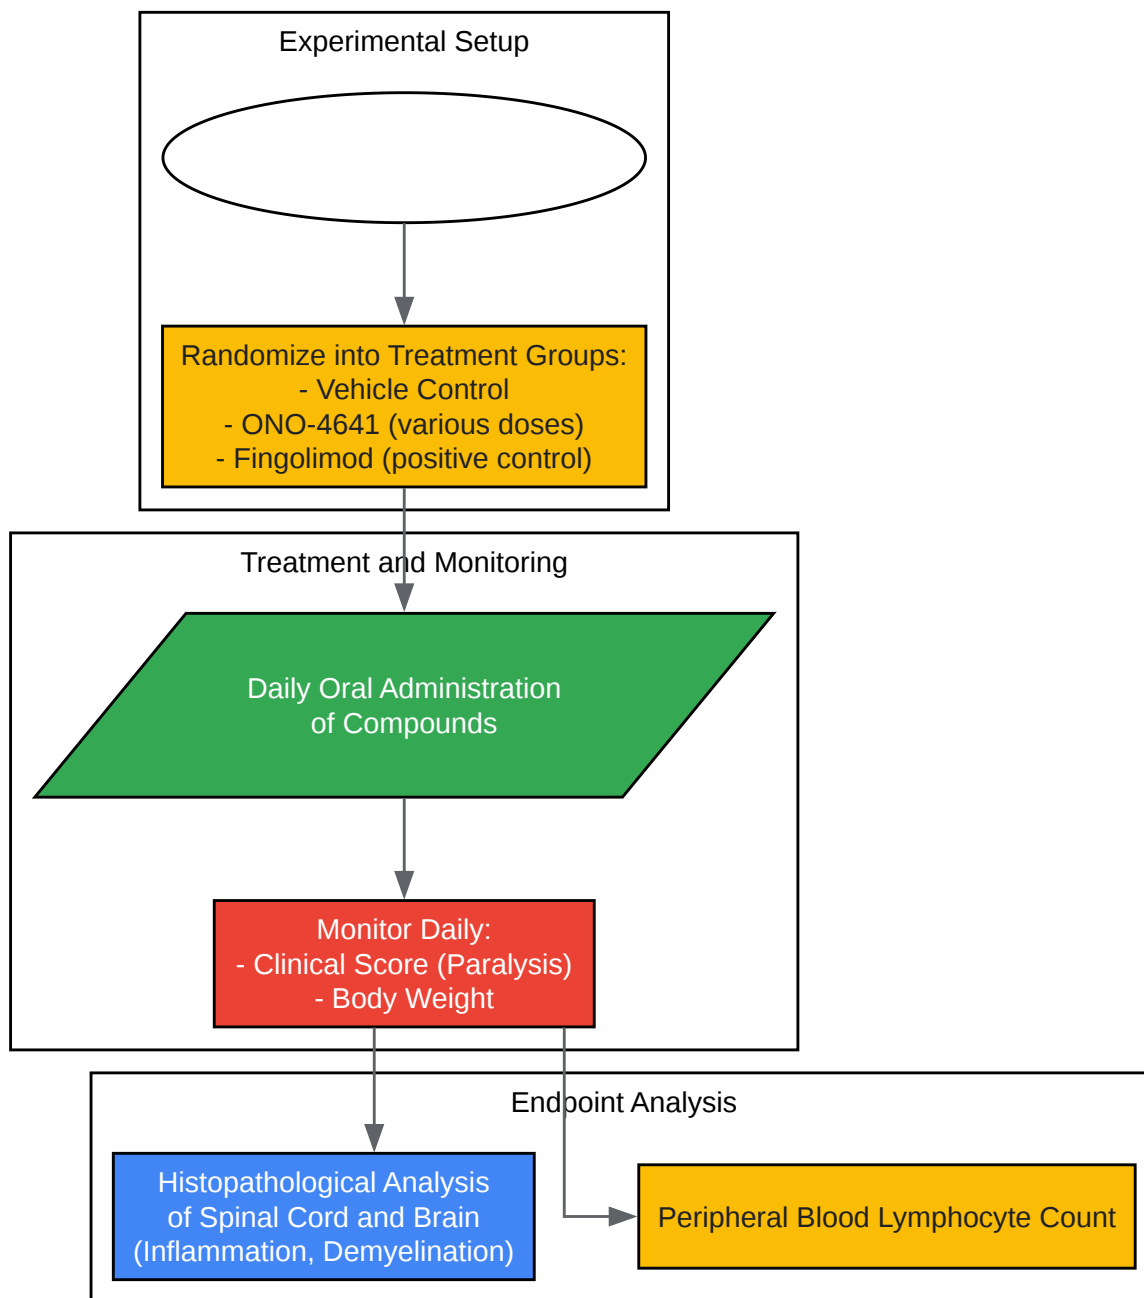 Experimental Setup
Randomize into Treatment Groups:
- Vehicle Control
- ONO-4641 (various doses)
- Fingolimod (positive control)
Treatment and Monitoring
Daily Oral Administration
of Compounds
Monitor Daily:
- Clinical Score (Paralysis)
- Body Weight
Endpoint Analysis
Histopathological Analysis
of Spinal Cord and Brain
(Inflammation, Demyelination)
Peripheral Blood Lymphocyte Count